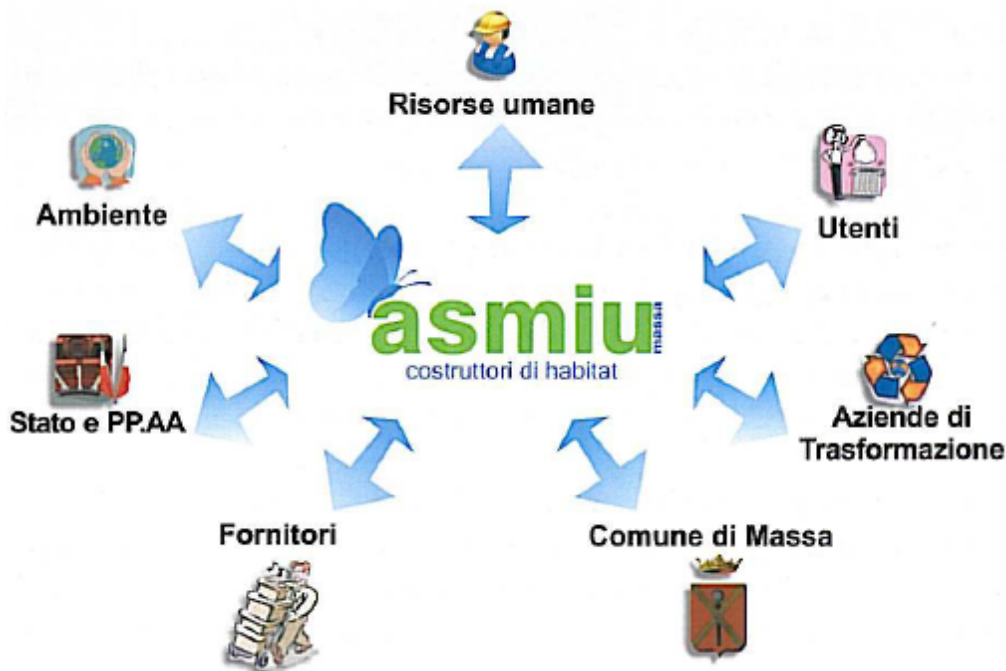 Risorse umane
Ambiente
Utenti
asmiu
massa
costruttori di habitat
Stato e PP.AA
Aziende di
Trasformazione
Fornitori
Comune di Massa